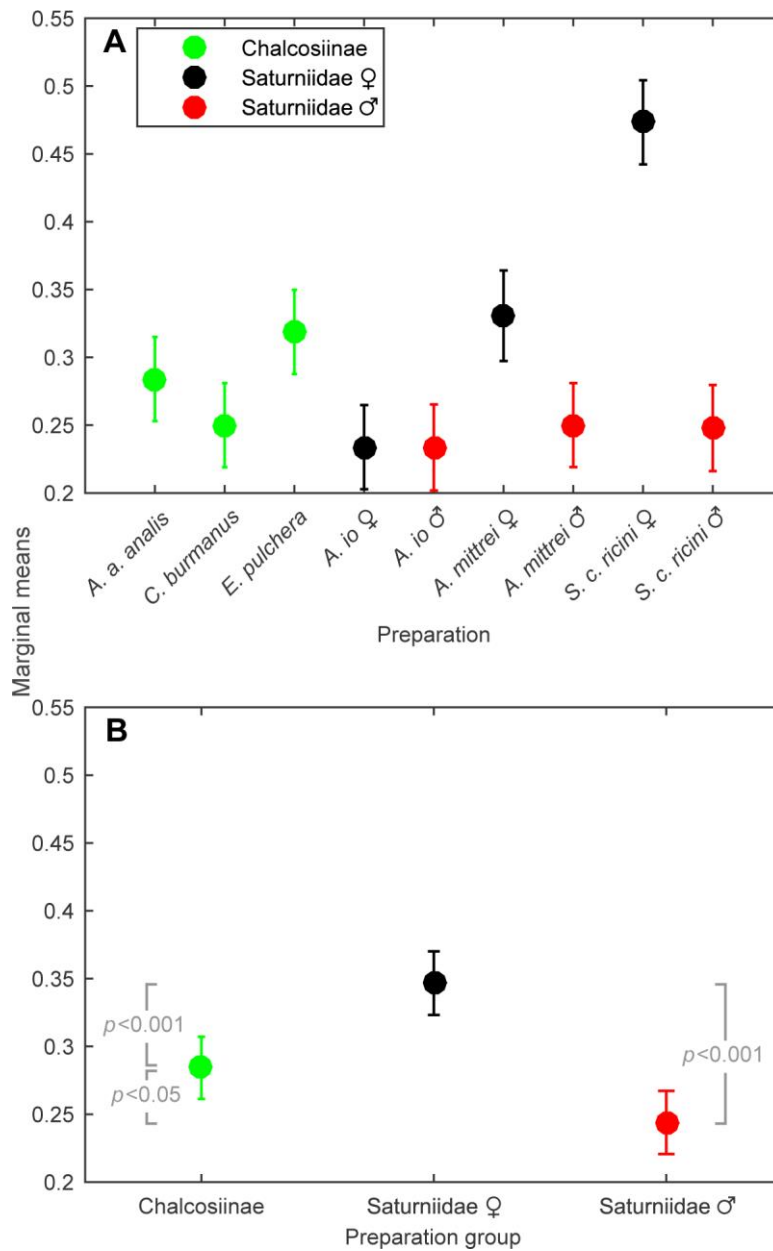 A
Chalcosiinae
Saturniidae ♀
Saturniidae ♂
0.55
0.5
0.45
0.4
0.35
0.3
0.25
0.2
A. a. analis
C. burmanus
E. pulchera
A. io ♀
A. io ♂
A. mittrei ♀
A. mittrei ♂
S. c. ricini ♀
S. c. ricini ♂
Preparation
Marginal means
B
0.55
0.5
0.45
0.4
0.35
0.3
0.25
0.2
p<0.001
p<0.05
p<0.001
Chalcosiinae
Saturniidae ♀
Saturniidae ♂
Preparation group